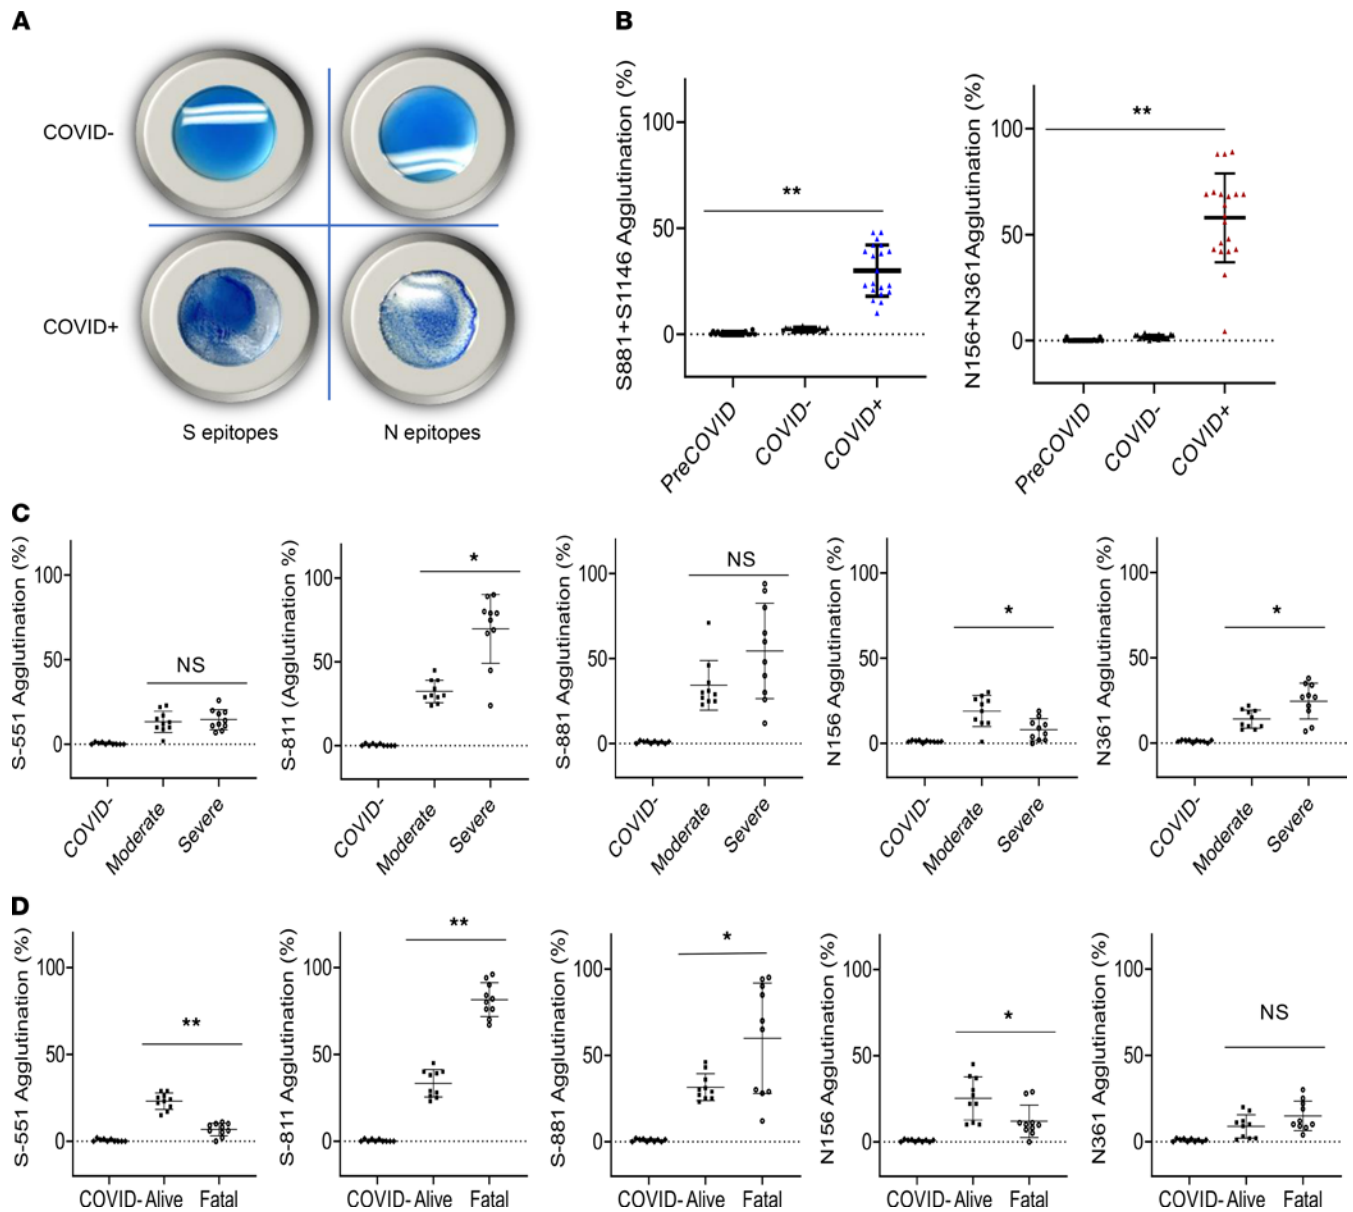 A
COVID-
COVID+
S epitopes
N epitopes
B
S881+S1146 Agglutination (%)
100
50
0
**
PreCOVID
COVID-
COVID+
N156+N361Agglutination (%)
100
50
0
**
PreCOVID
COVID-
COVID+
C
S-551 Agglutination (%)
100
50
0
NS
COVID-
Moderate
Severe
S-811 (Agglutination %)
100
50
0
*
COVID-
Moderate
Severe
S-881 Agglutination (%)
100
50
0
NS
COVID-
Moderate
Severe
N156 Agglutination (%)
100
50
0
*
COVID-
Moderate
Severe
N361 Agglutination (%)
100
50
0
*
COVID-
Moderate
Severe
D
S-551 Agglutination (%)
100
50
0
**
COVID- Alive Fatal
S-811 Agglutination (%)
100
50
0
**
COVID- Alive Fatal
S-881 Agglutination (%)
100
50
0
*
COVID- Alive Fatal
N156 Agglutination (%)
100
50
0
*
COVID- Alive Fatal
N361 Agglutination (%)
100
50
0
NS
COVID- Alive Fatal